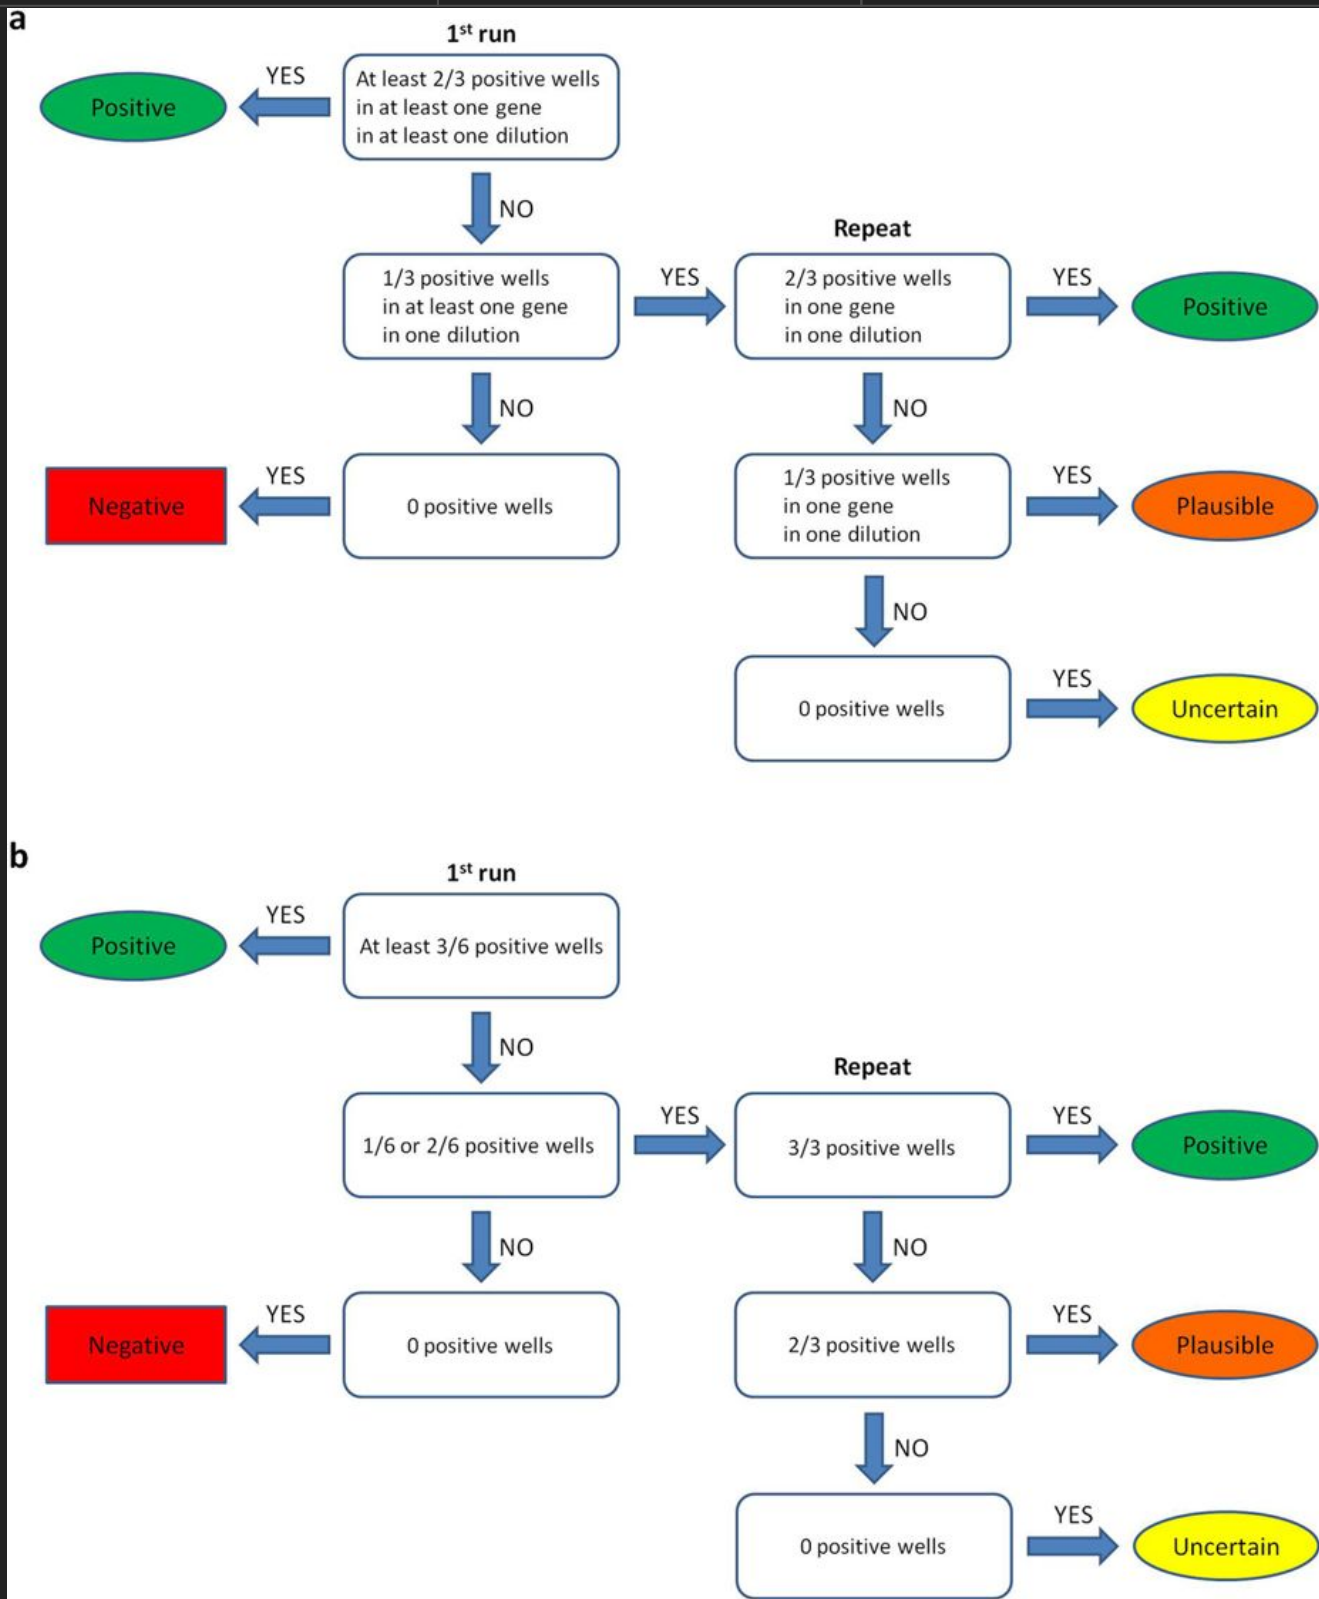 a
1st run
YES
At least 2/3 positive wells
in at least one gene
in at least one dilution
Positive
NO
Repeat
1/3 positive wells
in at least one gene
in one dilution
YES
2/3 positive wells
in one gene
in one dilution
YES
Positive
NO
NO
Negative
YES
0 positive wells
1/3 positive wells
in one gene
in one dilution
YES
Plausible
NO
0 positive wells
YES
Uncertain
b
1st run
Positive
YES
At least 3/6 positive wells
NO
Repeat
1/6 or 2/6 positive wells
YES
3/3 positive wells
YES
Positive
NO
NO
Negative
YES
0 positive wells
2/3 positive wells
YES
Plausible
NO
0 positive wells
YES
Uncertain